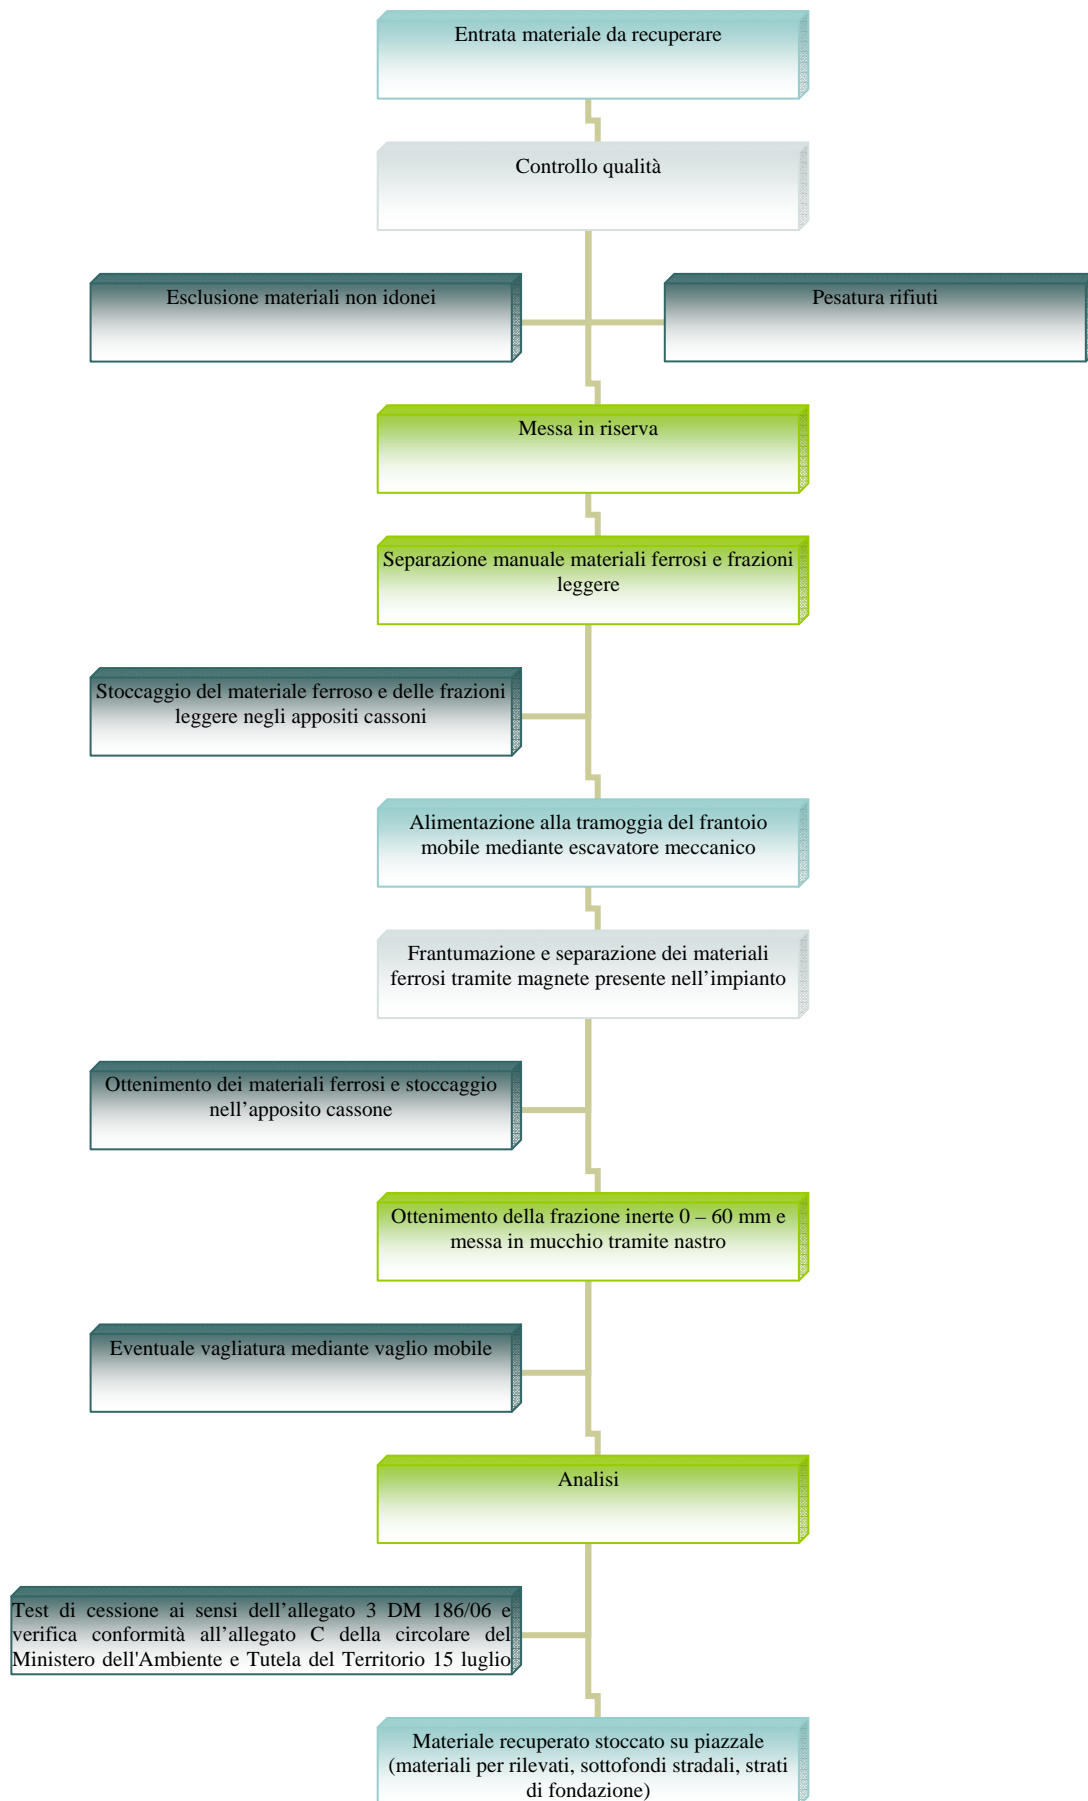 Entrata materiale da recuperare
Controllo qualità
Esclusione materiali non idonei
Pesatura rifiuti
Messa in riserva
Separazione manuale materiali ferrosi e frazioni
leggere
Stoccaggio del materiale ferroso e delle frazioni
leggere negli appositi cassoni
Alimentazione alla tramoggia del frantoio
mobile mediante escavatore meccanico
Frantumazione e separazione dei materiali
ferrosi tramite magnete presente nell’impianto
Ottenimento dei materiali ferrosi e stoccaggio
nell’apposito cassone
Ottenimento della frazione inerte 0 – 60 mm e
messa in mucchio tramite nastro
Eventuale vagliatura mediante vaglio mobile
Analisi
Test di cessione ai sensi dell’allegato 3 DM 186/06 e
verifica conformità all’allegato C della circolare del
Ministero dell'Ambiente e Tutela del Territorio 15 luglio
Materiale recuperato stoccato su piazzale
(materiali per rilevati, sottofondi stradali, strati
di fondazione)